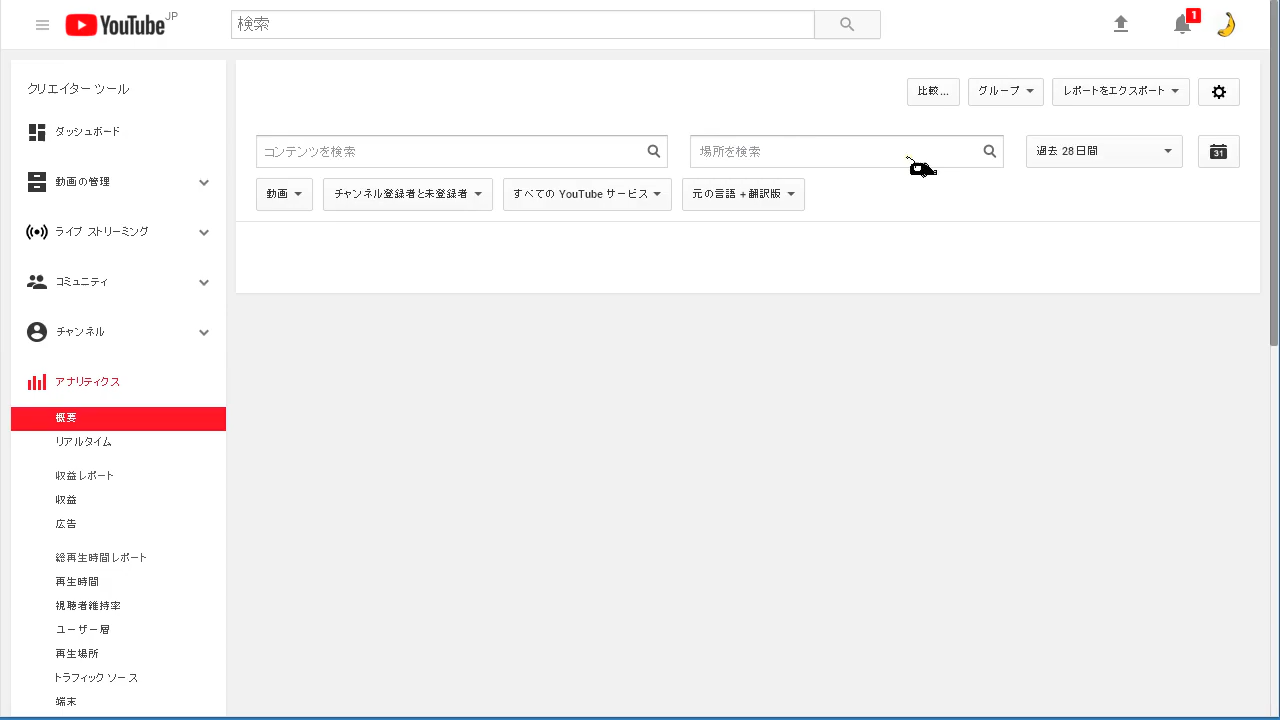 YouTube JP
検索
1
クリエイター ツール
ダッシュボード
動画の管理
ライブ ストリーミング
コミュニティ
チャンネル
アナリティクス
概要
リアルタイム
収益レポート
収益
広告
総再生時間レポート
再生時間
視聴者維持率
ユーザー層
再生場所
トラフィック ソース
端末
比較... グループ レポートをエクスポート
コンテンツを検索 場所を検索 過去 28日間 31
動画 チャンネル登録者と未登録者 すべての YouTube サービス 元の言語 + 翻訳版